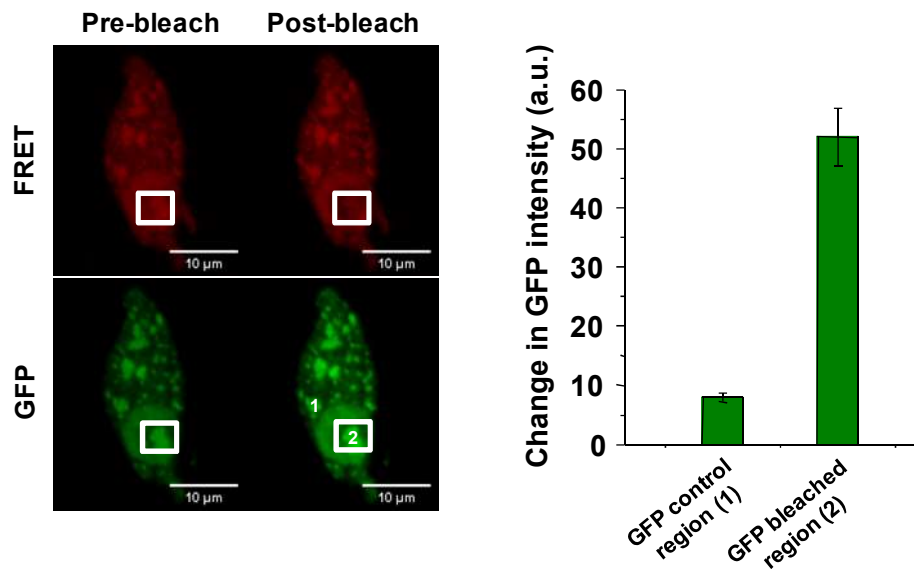 Pre-bleach Post-bleach
FRET
10 µm 10 µm
GFP
1
2
10 µm 10 µm
Change in GFP intensity (a.u.)
60
50
40
30
20
10
0
GFP control
region (1)
GFP bleached
region (2)